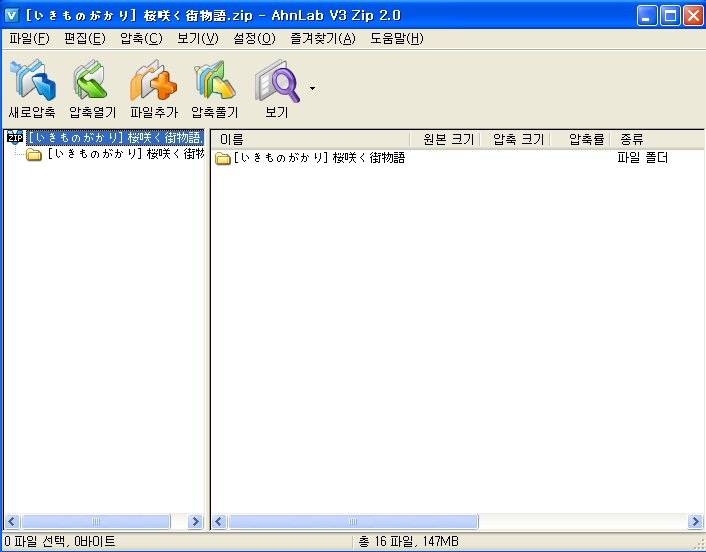 [いきものがかり] 桜咲く街物語.zip - AhnLab V3 Zip 2.0
파일(F) 편집(E) 압축(C) 보기(V) 설정(O) 즐겨찾기(A) 도움말(H)
새로압축 압축열기 파일추가 압축풀기 보기
ZIP [いきものがかり] 桜咲く街物語.
[いきものがかり] 桜咲く街物
이름 원본 크기 압축 크기 압축률 종류
[いきものがかり] 桜咲く街物語 파일 폴더
0 파일 선택, 0바이트 총 16 파일, 147MB